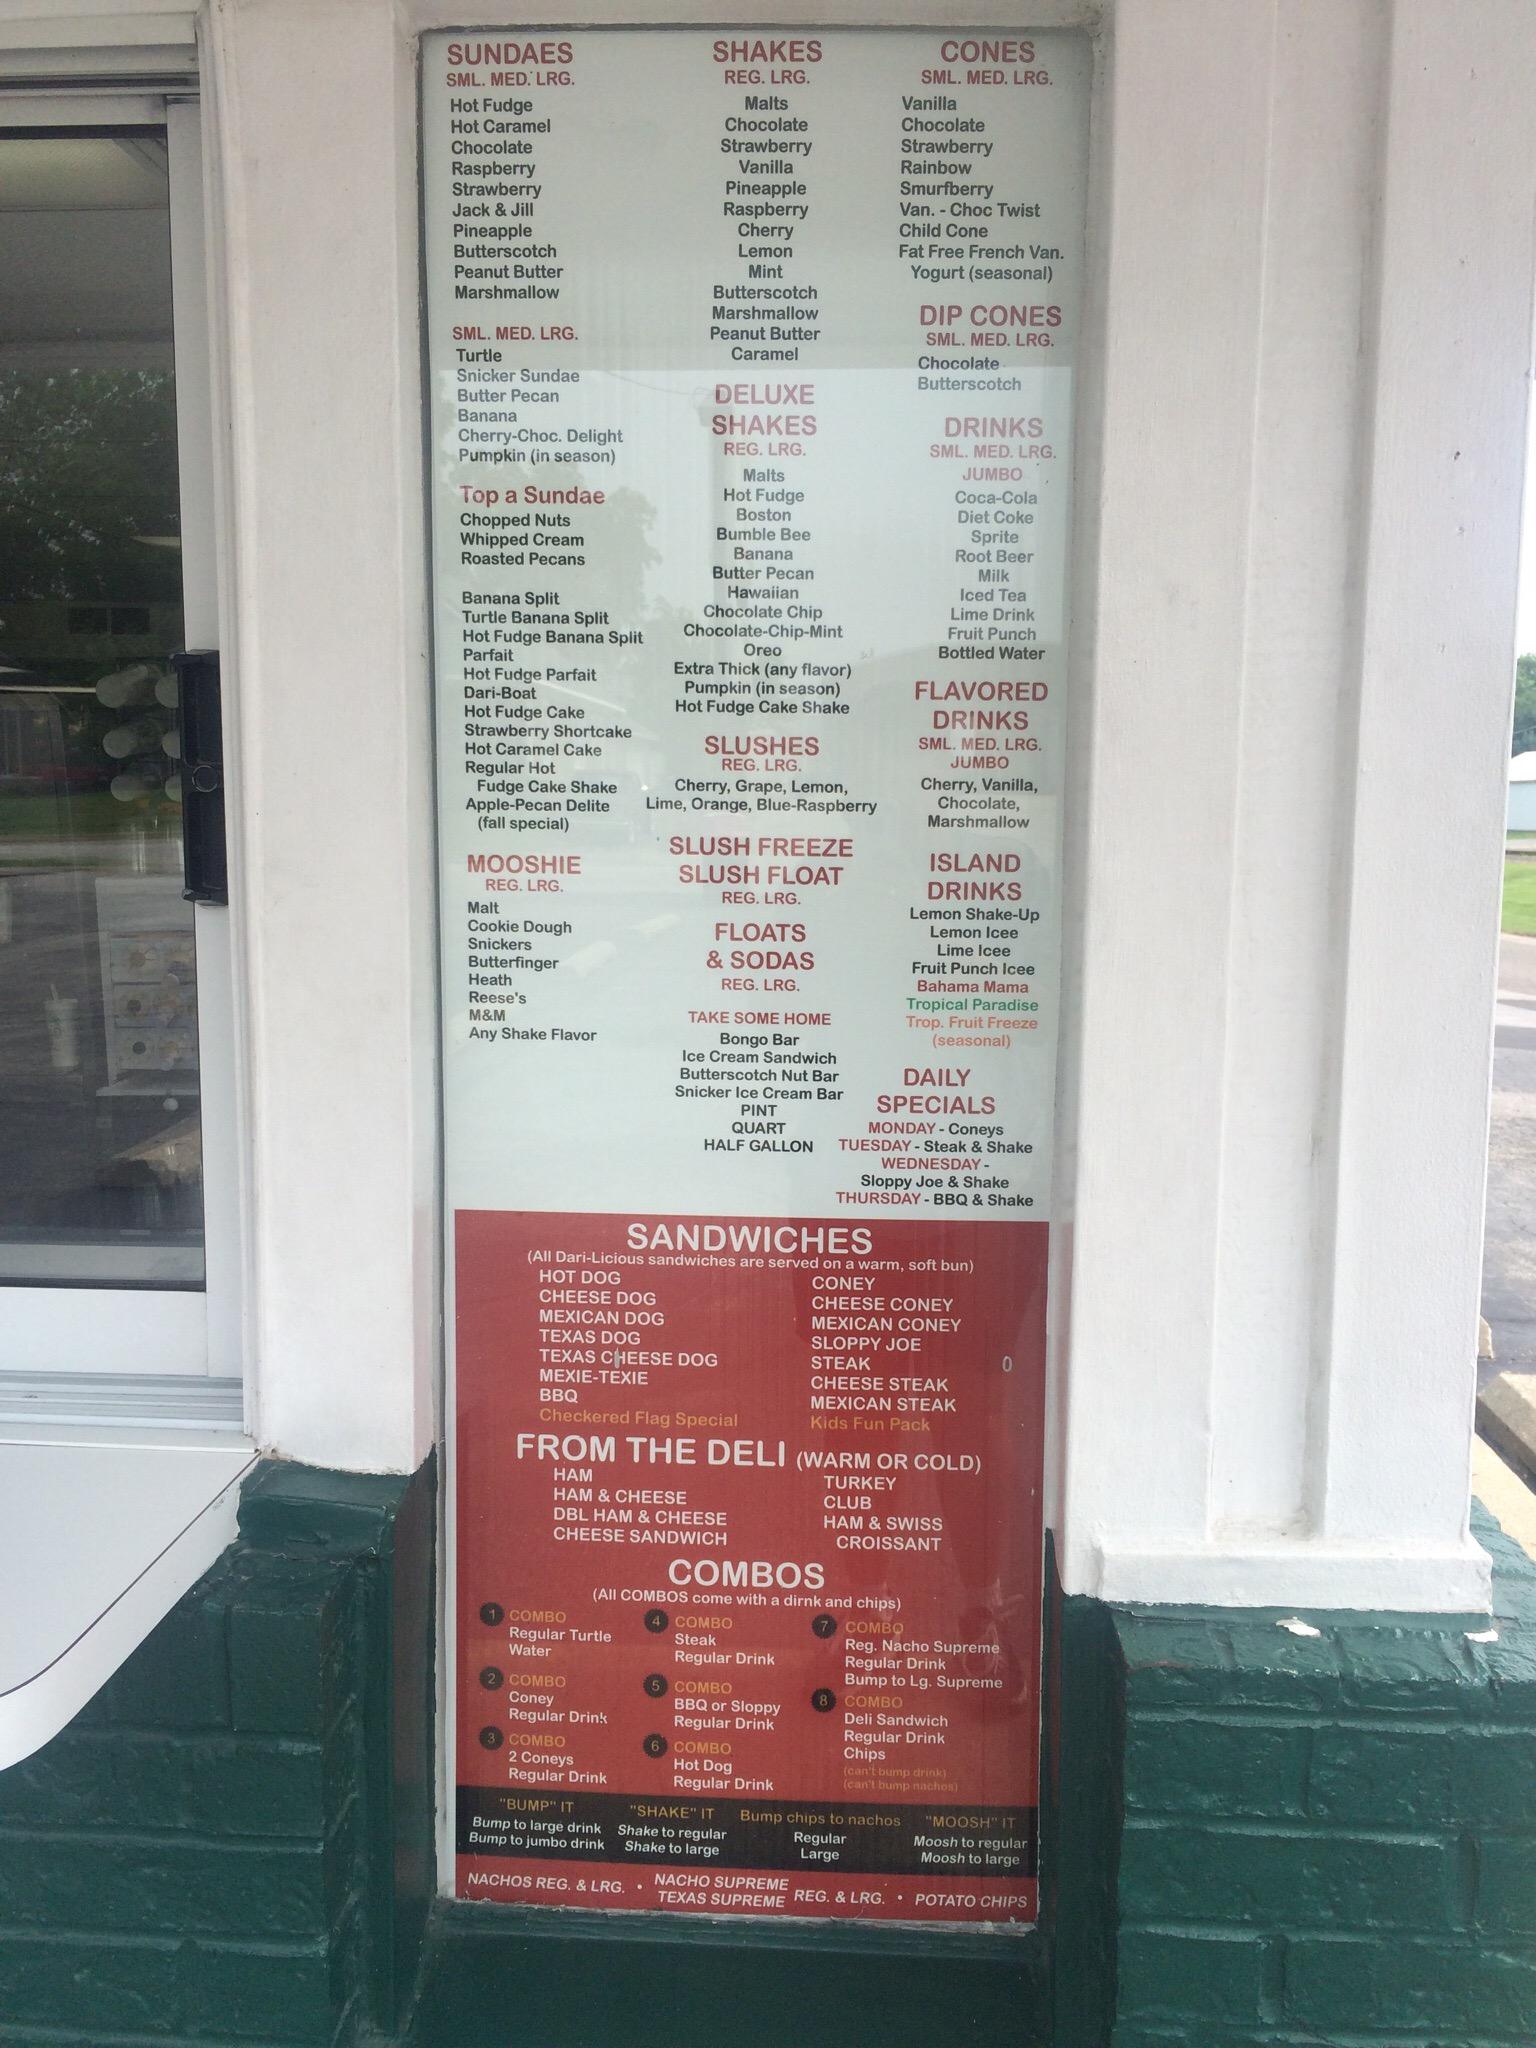 SUNDAES
SML. MED. LRG.
Hot Fudge
Hot Caramel
Chocolate
Raspberry
Strawberry
Jack & Jill
Pineapple
Butterscotch
Peanut Butter
Marshmallow
SML. MED. LRG.
Turtle
Snicker Sundae
Butter Pecan
Banana
Cherry-Choc. Delight
Pumpkin (in season)
Top a Sundae
Chopped Nuts
Whipped Cream
Roasted Pecans
Banana Split
Turtle Banana Split
Hot Fudge Banana Split
Parfait
Hot Fudge Parfait
Dari-Boat
Hot Fudge Cake
Strawberry Shortcake
Hot Caramel Cake
Regular Hot
Fudge Cake Shake
Apple-Pecan Delite
(fall special)
MOOSHIE
REG. LRG.
Malt
Cookie Dough
Snickers
Butterfinger
Heath
Reese's
M&M
Any Shake Flavor
SHAKES
REG. LRG.
Malts
Chocolate
Strawberry
Vanilla
Pineapple
Raspberry
Cherry
Lemon
Mint
Butterscotch
Marshmallow
Peanut Butter
Caramel
DELUXE
SHAKES
REG. LRG.
Malts
Hot Fudge
Boston
Bumble Bee
Banana
Butter Pecan
Hawaiian
Chocolate Chip
Chocolate-Chip-Mint
Oreo
Extra Thick (any flavor)
Pumpkin (in season)
Hot Fudge Cake Shake
SLUSHES
REG. LRG.
Cherry, Grape, Lemon,
Lime, Orange, Blue-Raspberry
SLUSH FREEZE
SLUSH FLOAT
REG. LRG.
FLOATS
& SODAS
REG. LRG.
TAKE SOME HOME
Bongo Bar
Ice Cream Sandwich
Butterscotch Nut Bar
Snicker Ice Cream Bar
PINT
QUART
HALF GALLON
CONES
SML. MED. LRG.
Vanilla
Chocolate
Strawberry
Rainbow
Smurfberry
Van. - Choc Twist
Child Cone
Fat Free French Van.
Yogurt (seasonal)
DIP CONES
SML. MED. LRG.
Chocolate
Butterscotch
DRINKS
SML. MED. LRG.
JUMBO
Coca-Cola
Diet Coke
Sprite
Root Beer
Milk
Iced Tea
Lime Drink
Fruit Punch
Bottled Water
FLAVORED
DRINKS
SML. MED. LRG.
JUMBO
Cherry, Vanilla,
Chocolate,
Marshmallow
ISLAND
DRINKS
Lemon Shake-Up
Lemon Icee
Lime Icee
Fruit Punch Icee
Bahama Mama
Tropical Paradise
Trop. Fruit Freeze
(seasonal)
DAILY
SPECIALS
MONDAY - Coneys
TUESDAY - Steak & Shake
WEDNESDAY -
Sloppy Joe & Shake
THURSDAY - BBQ & Shake
SANDWICHES
(All Dari-Licious sandwiches are served on a warm, soft bun)
HOT DOG
CHEESE DOG
MEXICAN DOG
TEXAS DOG
TEXAS CHEESE DOG
MEXIE-TEXIE
BBQ
Checkered Flag Special
CONEY
CHEESE CONEY
MEXICAN CONEY
SLOPPY JOE
STEAK
CHEESE STEAK
MEXICAN STEAK
Kids Fun Pack
FROM THE DELI (WARM OR COLD)
HAM
HAM & CHEESE
DBL HAM & CHEESE
CHEESE SANDWICH
TURKEY
CLUB
HAM & SWISS
CROISSANT
COMBOS
(All COMBOS come with a dirnk and chips)
1 COMBO
Regular Turtle
Water
2 COMBO
Coney
Regular Drink
3 COMBO
2 Coneys
Regular Drink
4 COMBO
Steak
Regular Drink
5 COMBO
BBQ or Sloppy
Regular Drink
6 COMBO
Hot Dog
Regular Drink
7 COMBO
Reg. Nacho Supreme
Regular Drink
Bump to Lg. Supreme
8 COMBO
Deli Sandwich
Regular Drink
Chips
(can't bump drink)
(can't bump nachos)
"BUMP" IT
Bump to large drink
Bump to jumbo drink
"SHAKE" IT
Shake to regular
Shake to large
Bump chips to nachos
Regular
Large
"MOOSH" IT
Moosh to regular
Moosh to large
NACHOS REG. & LRG. • NACHO SUPREME
TEXAS SUPREME REG. & LRG. • POTATO CHIPS